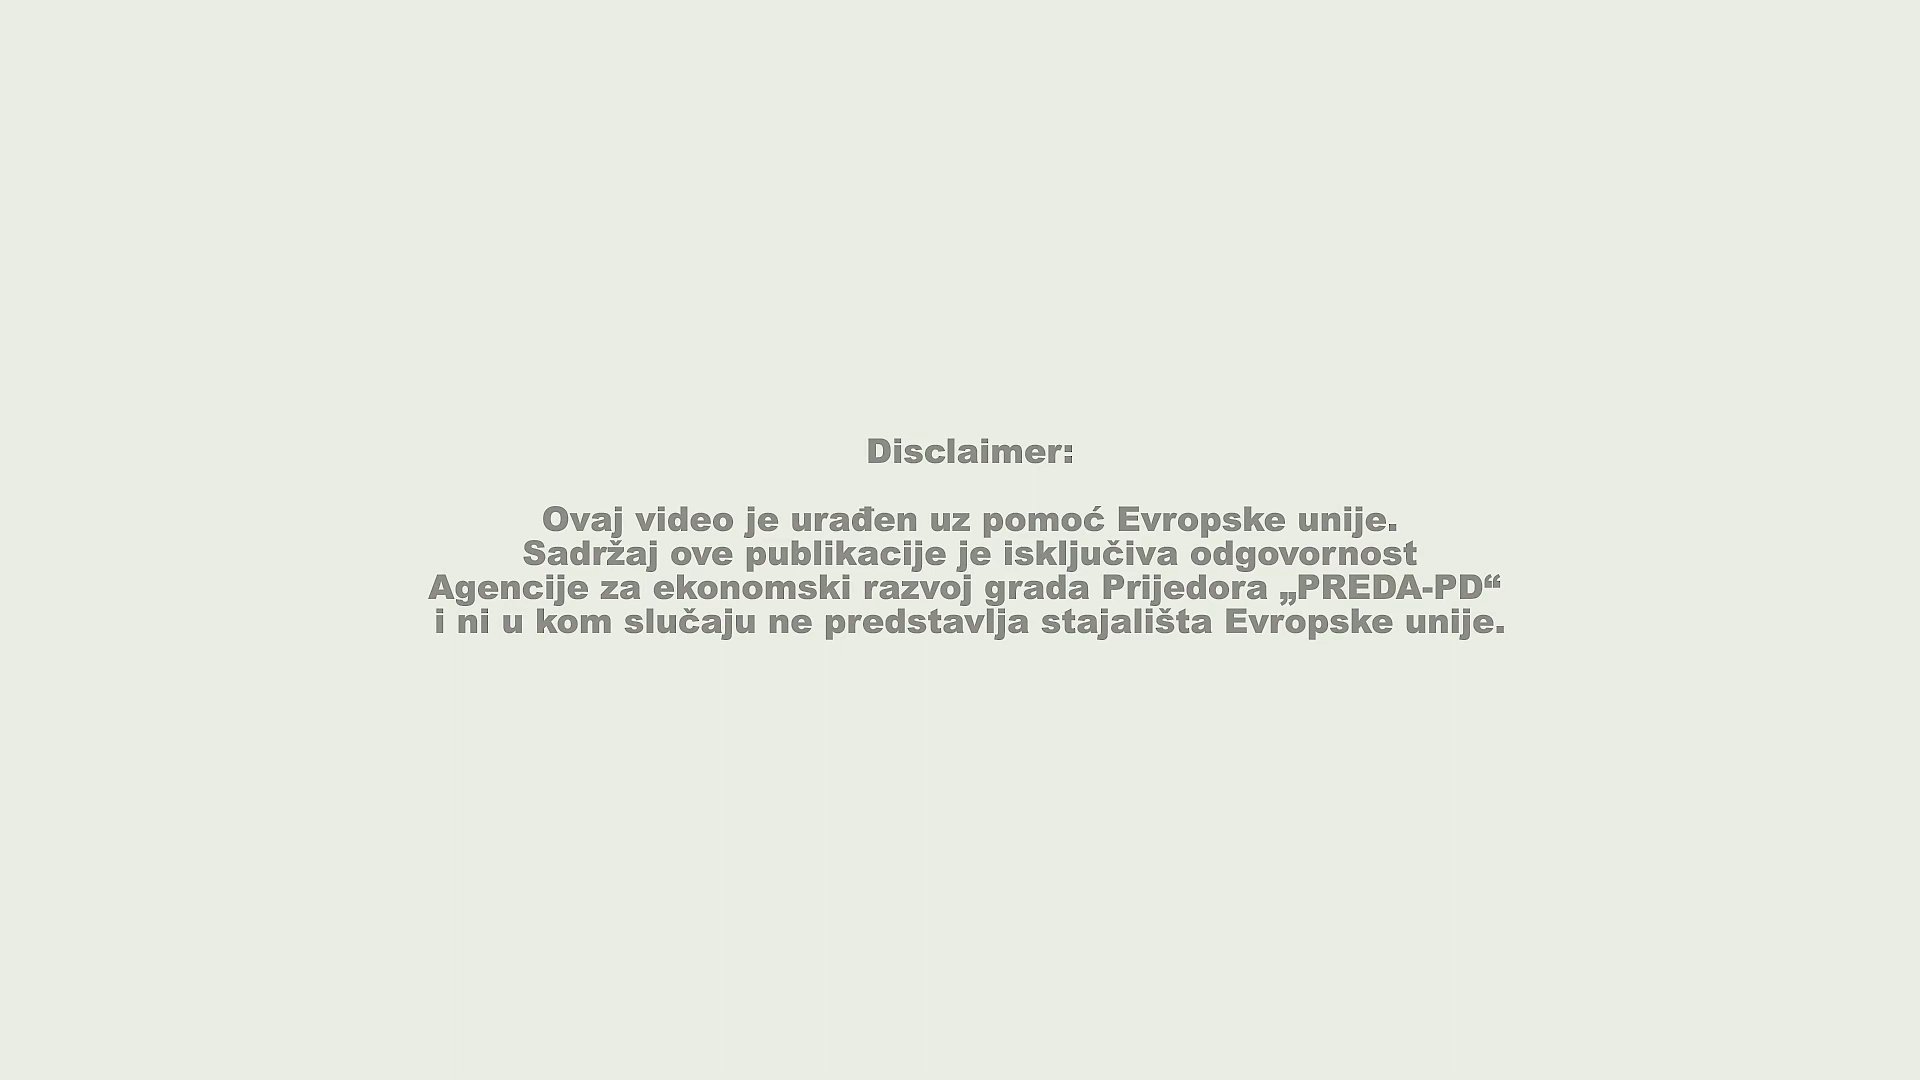 Disclaimer:
Ovaj video je urađen uz pomoć Evropske unije.
Sadržaj ove publikacije je isključiva odgovornost
Agencije za ekonomski razvoj grada Prijedora „PREDA-PD“
i ni u kom slučaju ne predstavlja stajališta Evropske unije.